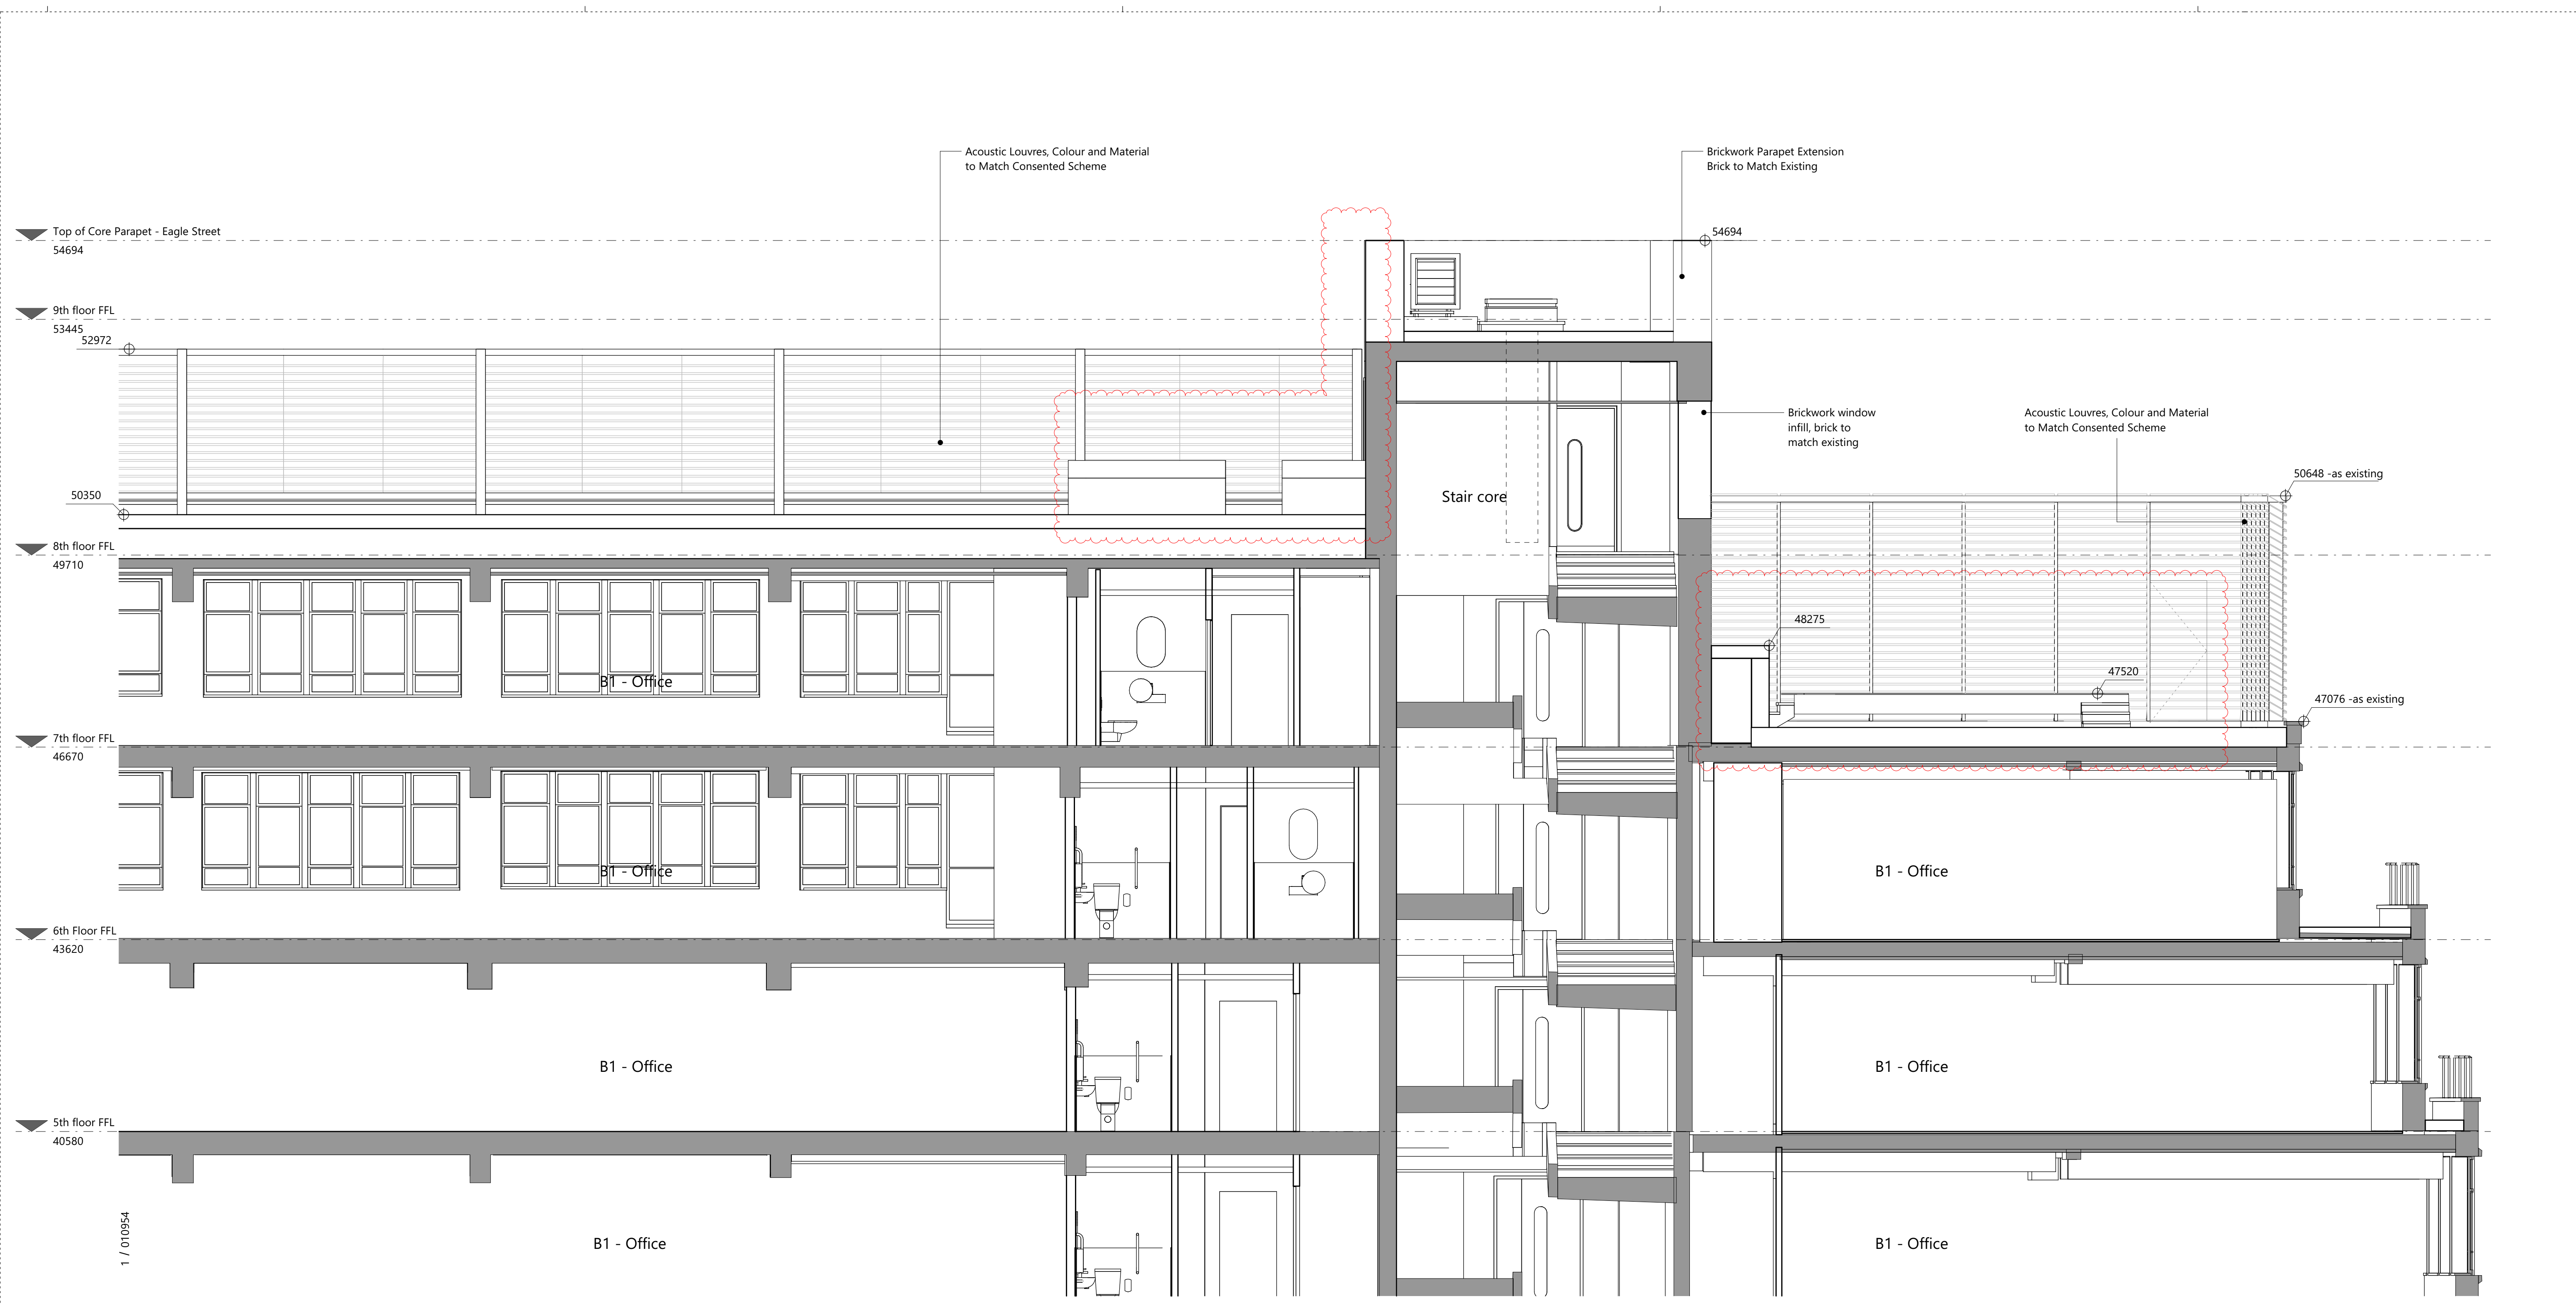 Acoustic Louvres, Colour and Material
to Match Consented Scheme
Brickwork Parapet Extension
Brick to Match Existing
Top of Core Parapet - Eagle Street
54694
54694
9th floor FFL
53445
52972
Brickwork window
infill, brick to
match existing
Acoustic Louvres, Colour and Material
to Match Consented Scheme
50648 -as existing
50350
Stair core
8th floor FFL
49710
48275
47520
B1 - Office
47076 -as existing
7th floor FFL
46670
B1 - Office
B1 - Office
6th Floor FFL
43620
B1 - Office
B1 - Office
5th floor FFL
40580
1 / 010954
B1 - Office
B1 - Office